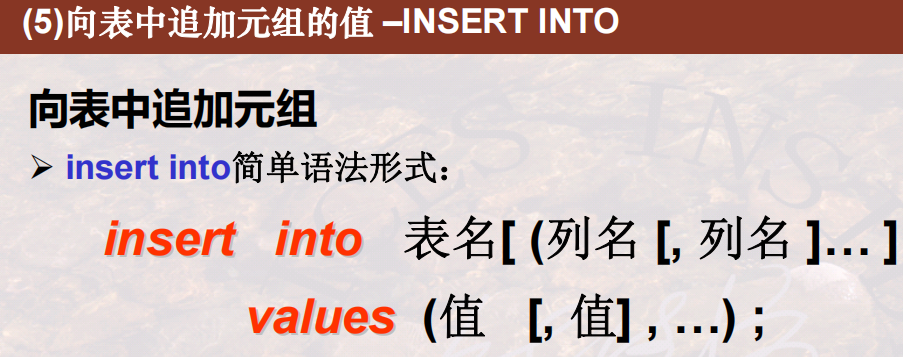 (5)向表中追加元组的值 –INSERT INTO
向表中追加元组
➢ insert into简单语法形式：
insert into 表名[ (列名 [, 列名 ]… ]
values (值 [, 值] , …) ;